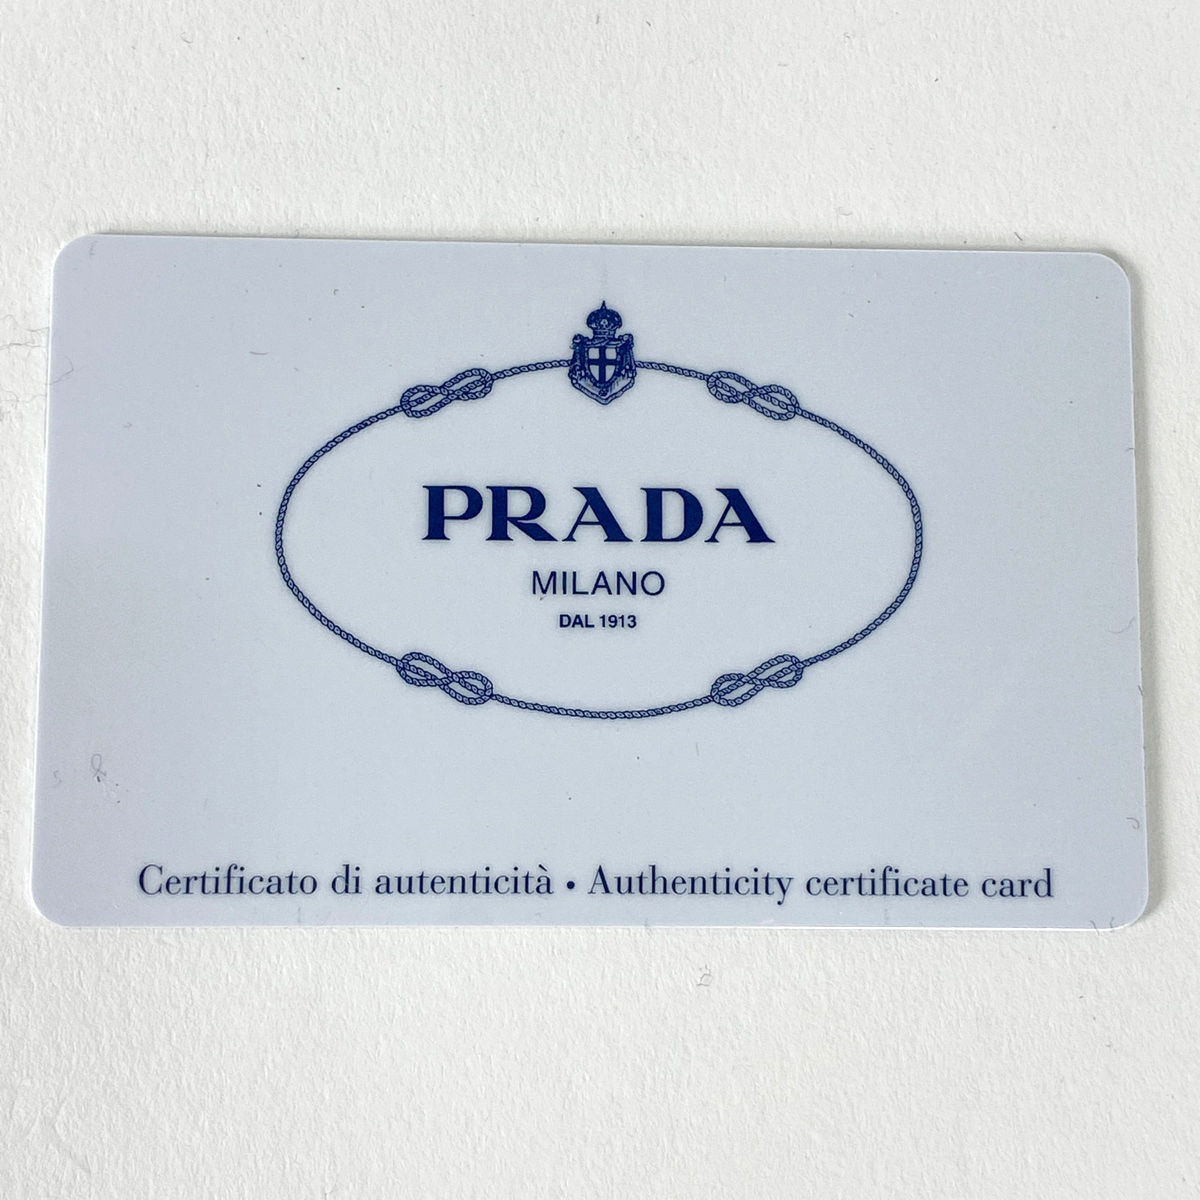 PRADA
MILANO
DAL 1913
Certificato di autenticità • Authenticity certificate card